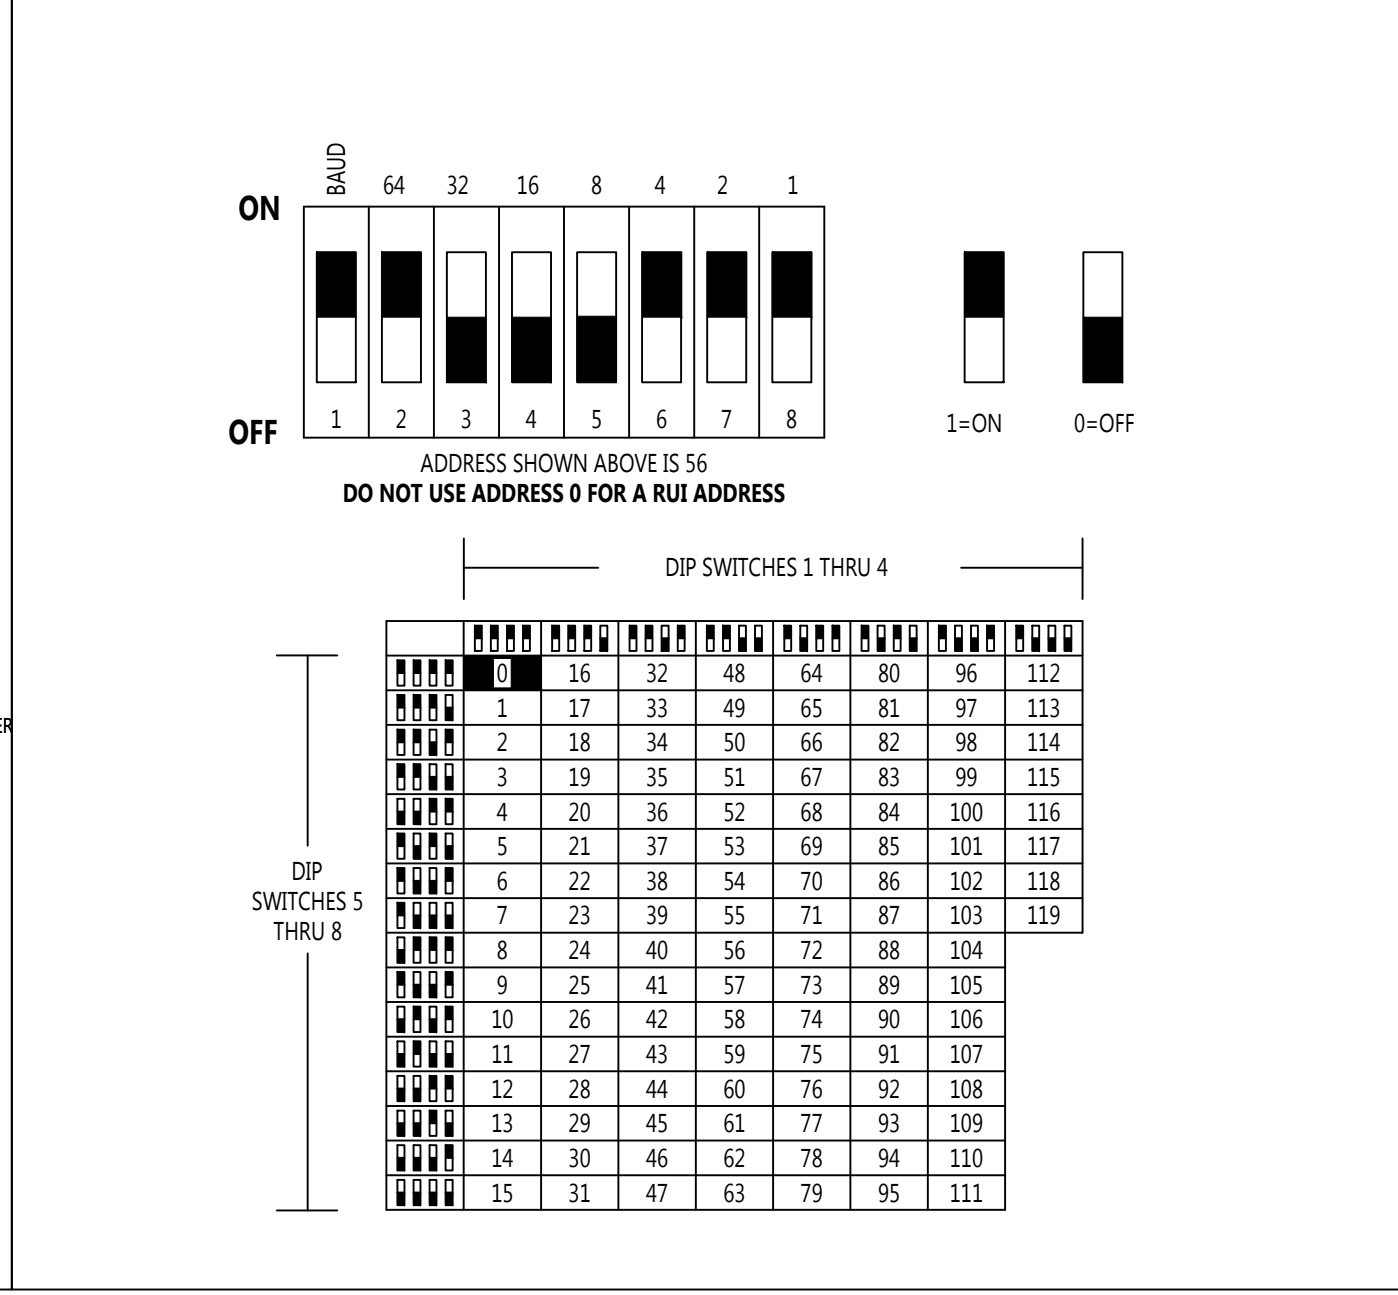 BAUD 64 32 16 8 4 2 1
ON
OFF 1 2 3 4 5 6 7 8
1=ON 0=OFF
ADDRESS SHOWN ABOVE IS 56
DO NOT USE ADDRESS 0 FOR A RUI ADDRESS
DIP SWITCHES 1 THRU 4
0 16 32 48 64 80 96 112
1 17 33 49 65 81 97 113
2 18 34 50 66 82 98 114
3 19 35 51 67 83 99 115
4 20 36 52 68 84 100 116
5 21 37 53 69 85 101 117
6 22 38 54 70 86 102 118
7 23 39 55 71 87 103 119
8 24 40 56 72 88 104
9 25 41 57 73 89 105
10 26 42 58 74 90 106
11 27 43 59 75 91 107
12 28 44 60 76 92 108
13 29 45 61 77 93 109
14 30 46 62 78 94 110
15 31 47 63 79 95 111
DIP
SWITCHES 5
THRU 8